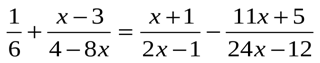 1/6 + (x − 3)/(4 − 8x) = (x + 1)/(2x − 1) − (11x + 5)/(24x − 12)